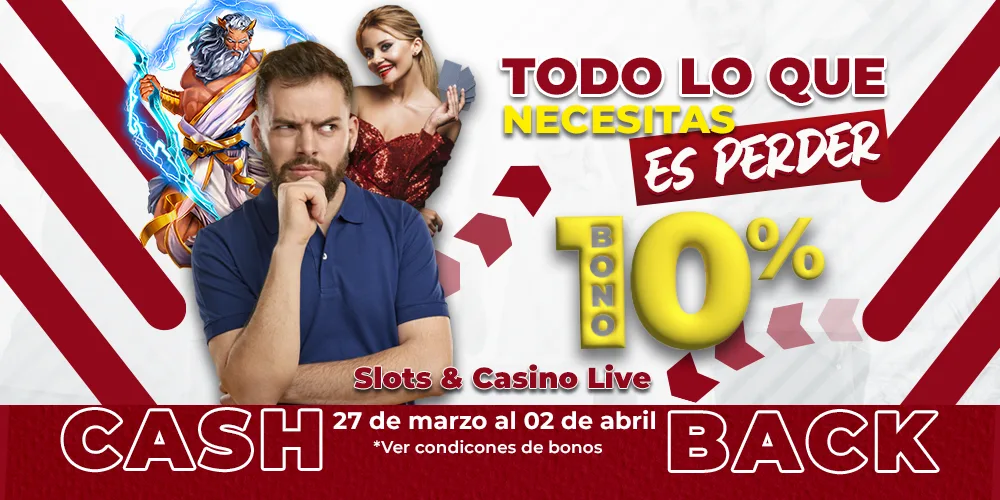 TODO LO QUE
NECESITAS
ES PERDER
BONO
10%
Slots & Casino Live
CASH
27 de marzo al 02 de abril
*Ver condicones de bonos
BACK